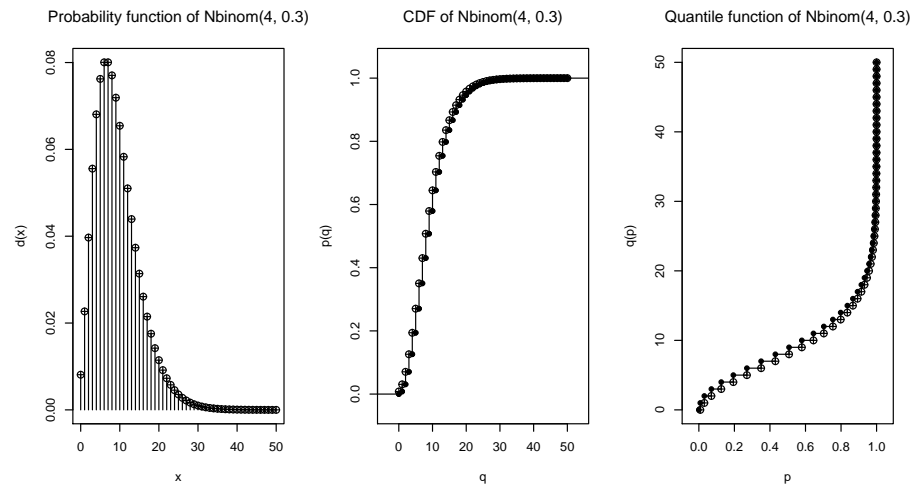 Probability function of Nbinom(4, 0.3)
d(x)
0.08
0.06
0.04
0.02
0.00
0 10 20 30 40 50
x
CDF of Nbinom(4, 0.3)
p(q)
1.0
0.8
0.6
0.4
0.2
0.0
0 10 20 30 40 50
q
Quantile function of Nbinom(4, 0.3)
q(p)
50
40
30
20
10
0
0.0 0.2 0.4 0.6 0.8 1.0
p